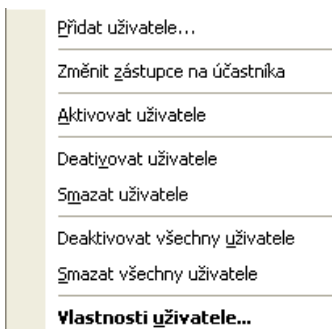 Přidat uživatele...
Změnit zástupce na účastníka
Aktivovat uživatele
Deativovat uživatele
Smazat uživatele
Deaktivovat všechny uživatele
Smazat všechny uživatele
Vlastnosti uživatele...